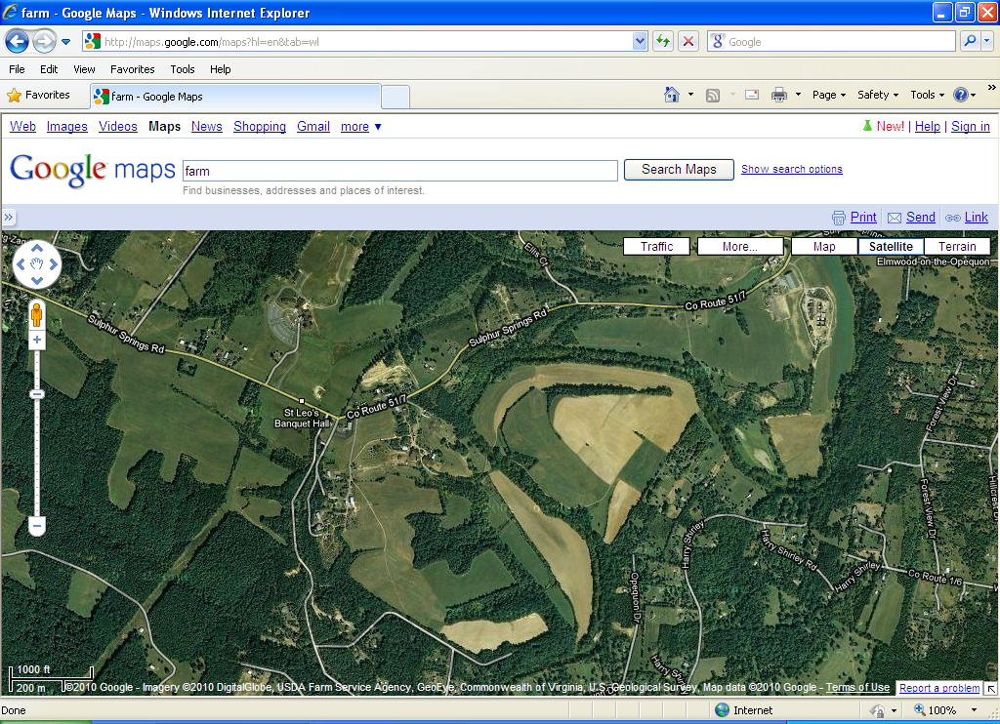 farm - Google Maps - Windows Internet Explorer
http://maps.google.com/maps?hl=en&tab=wl
Google
File Edit View Favorites Tools Help
Favorites farm - Google Maps Page Safety Tools
Web Images Videos Maps News Shopping Gmail more ▼ New! | Help | Sign in
Google maps farm Search Maps Show search options
Find businesses, addresses and places of interest.
» Print Send Link
Traffic More... Map Satellite Terrain
Elmwood-on-the-Opequon
Ellis Ct
Co Route 51/7
Sulphur Springs Rd
Sulphur Springs Rd
Co Route 51/7
St Leo's
Banquet Hall
Forest View Dr
Forest View Dr
Hillcrest Dr
Harry Shirley
Harry Shirley Rd
Harry Shirley
Co Route 1/6
Opequon Dr
Harry Shirley
1000 ft
200 m
©2010 Google - Imagery ©2010 DigitalGlobe, USDA Farm Service Agency, GeoEye, Commonwealth of Virginia, U.S. Geological Survey, Map data ©2010 Google - Terms of Use
Report a problem
Done Internet 100%